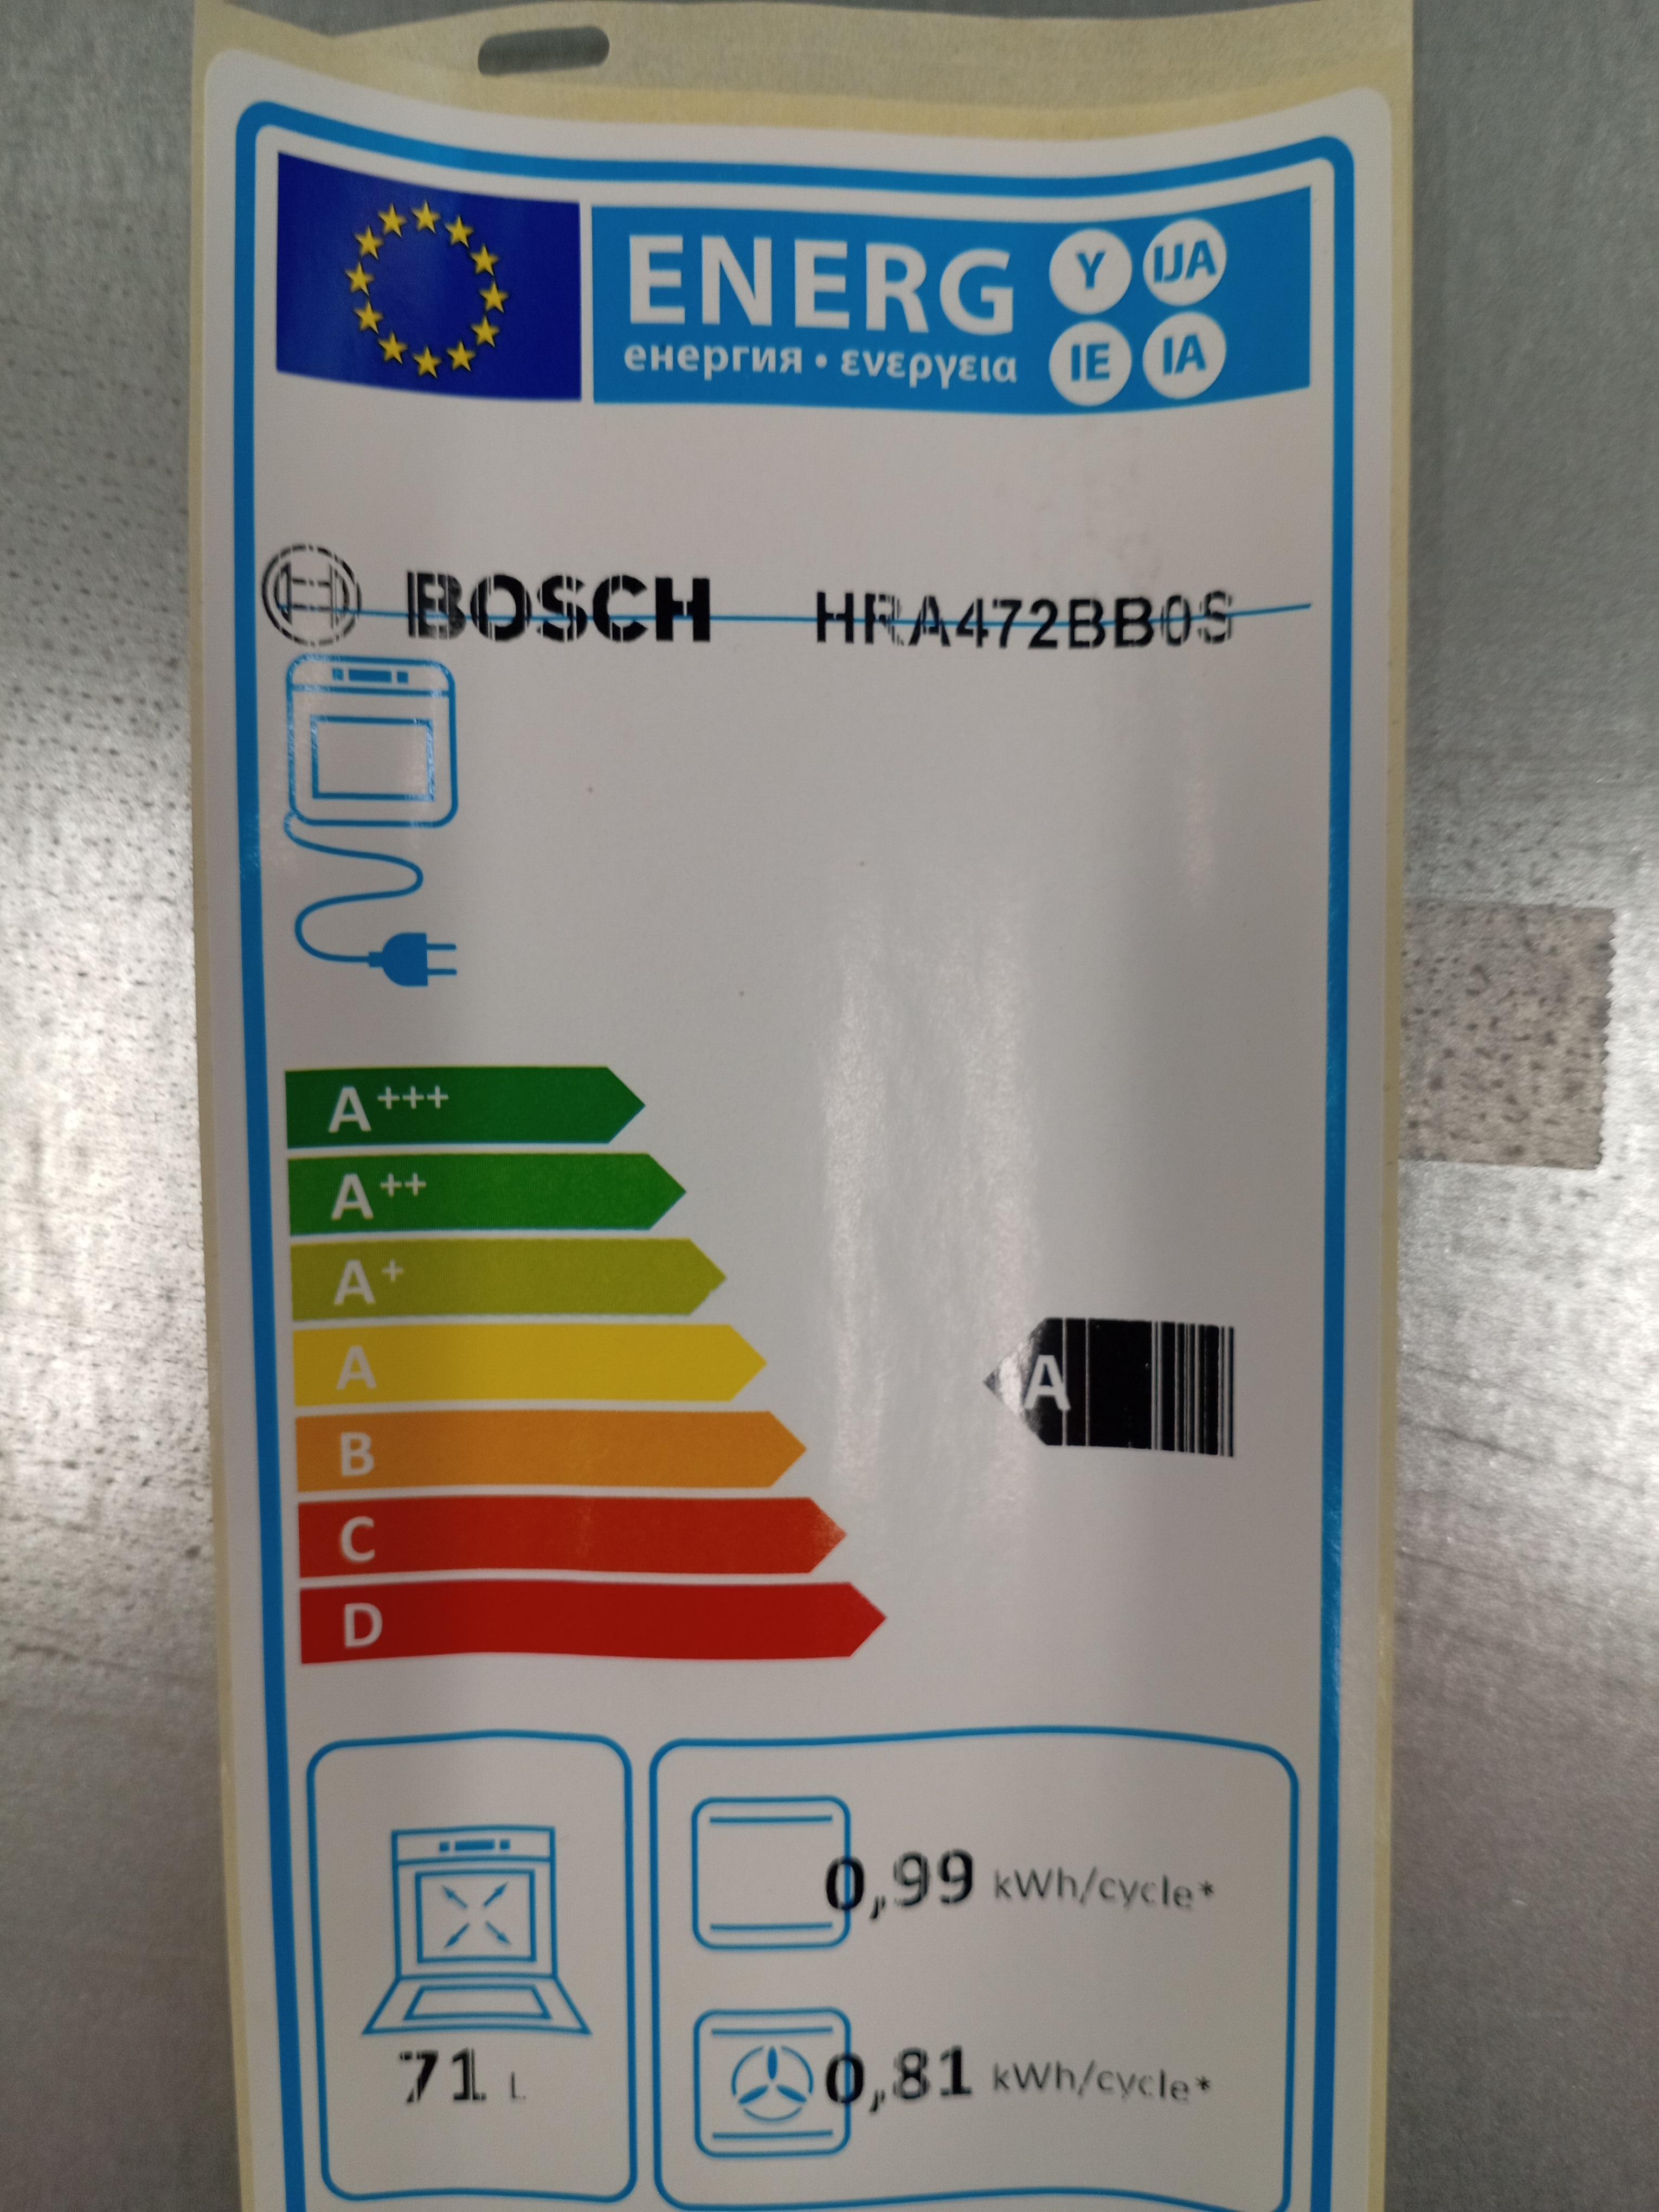 ENERG Y IJA
енергия · ενεργεια IE IA
BOSCH HRA472BB0S
A+++
A++
A+
A
A
B
C
D
0,99 kWh/cycle*
71 L
0,81 kWh/cycle*